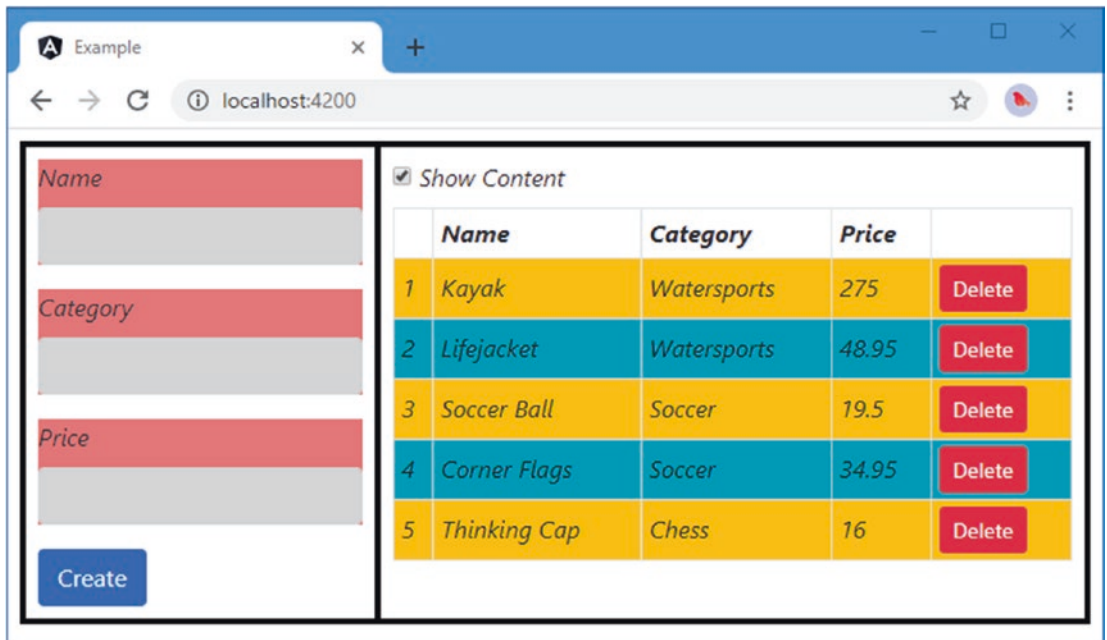 Example
localhost:4200
Name
Category
Price
Create
Show Content
Name Category Price
1 Kayak Watersports 275 Delete
2 Lifejacket Watersports 48.95 Delete
3 Soccer Ball Soccer 19.5 Delete
4 Corner Flags Soccer 34.95 Delete
5 Thinking Cap Chess 16 Delete